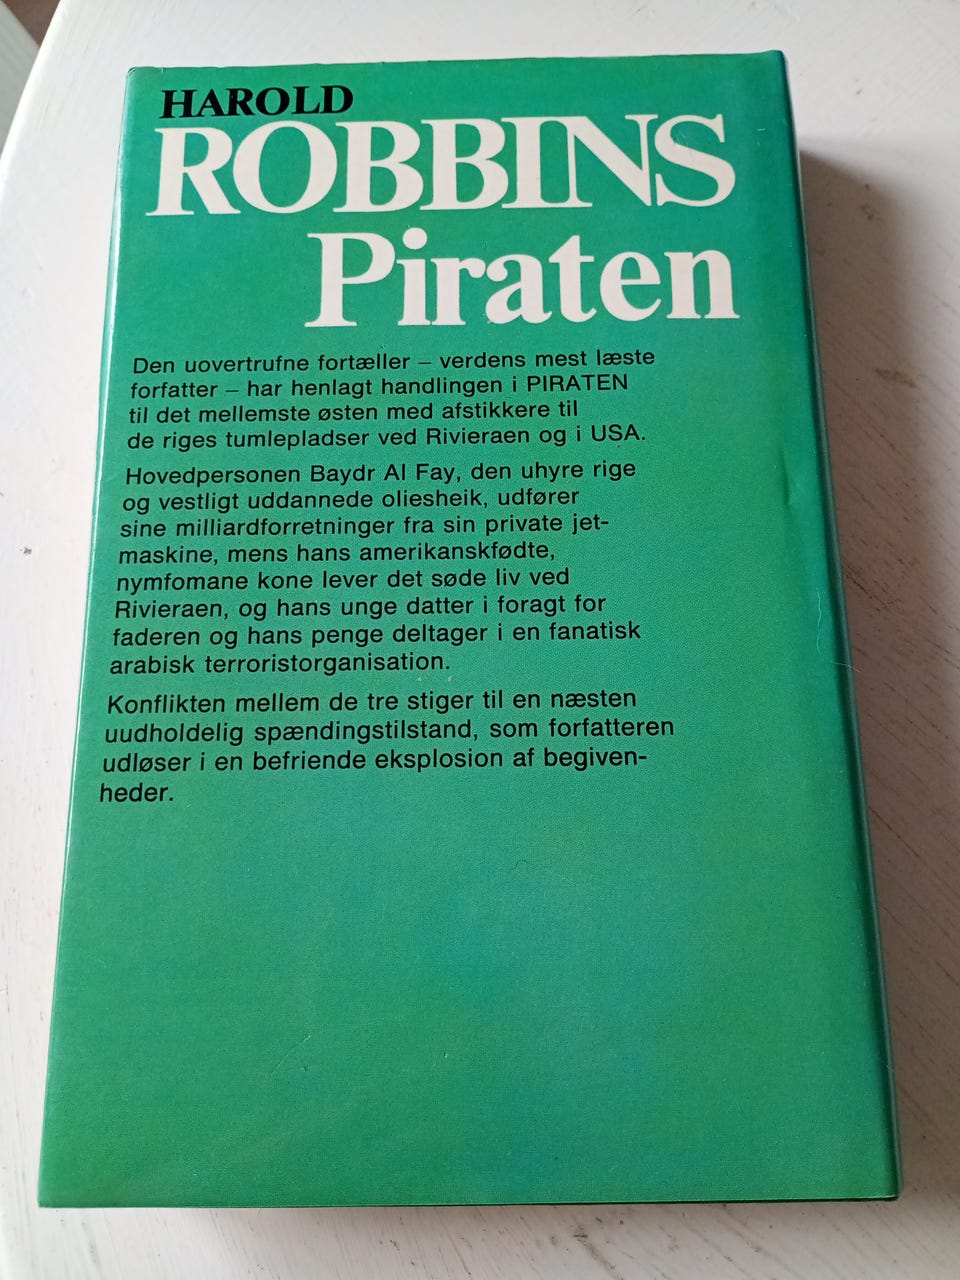 HAROLD
ROBBINS
Piraten
Den uovertrufne fortæller – verdens mest læste
forfatter – har henlagt handlingen i PIRATEN
til det mellemste østen med afstikkere til
de riges tumlepladser ved Rivieraen og i USA.
Hovedpersonen Baydr Al Fay, den uhyre rige
og vestligt uddannede oliesheik, udfører
sine milliardforretninger fra sin private jet-
maskine, mens hans amerikanskfødte,
nymfomane kone lever det søde liv ved
Rivieraen, og hans unge datter i foragt for
faderen og hans penge deltager i en fanatisk
arabisk terroristorganisation.
Konflikten mellem de tre stiger til en næsten
uudholdelig spændingstilstand, som forfatteren
udløser i en befriende eksplosion af begiven-
heder.